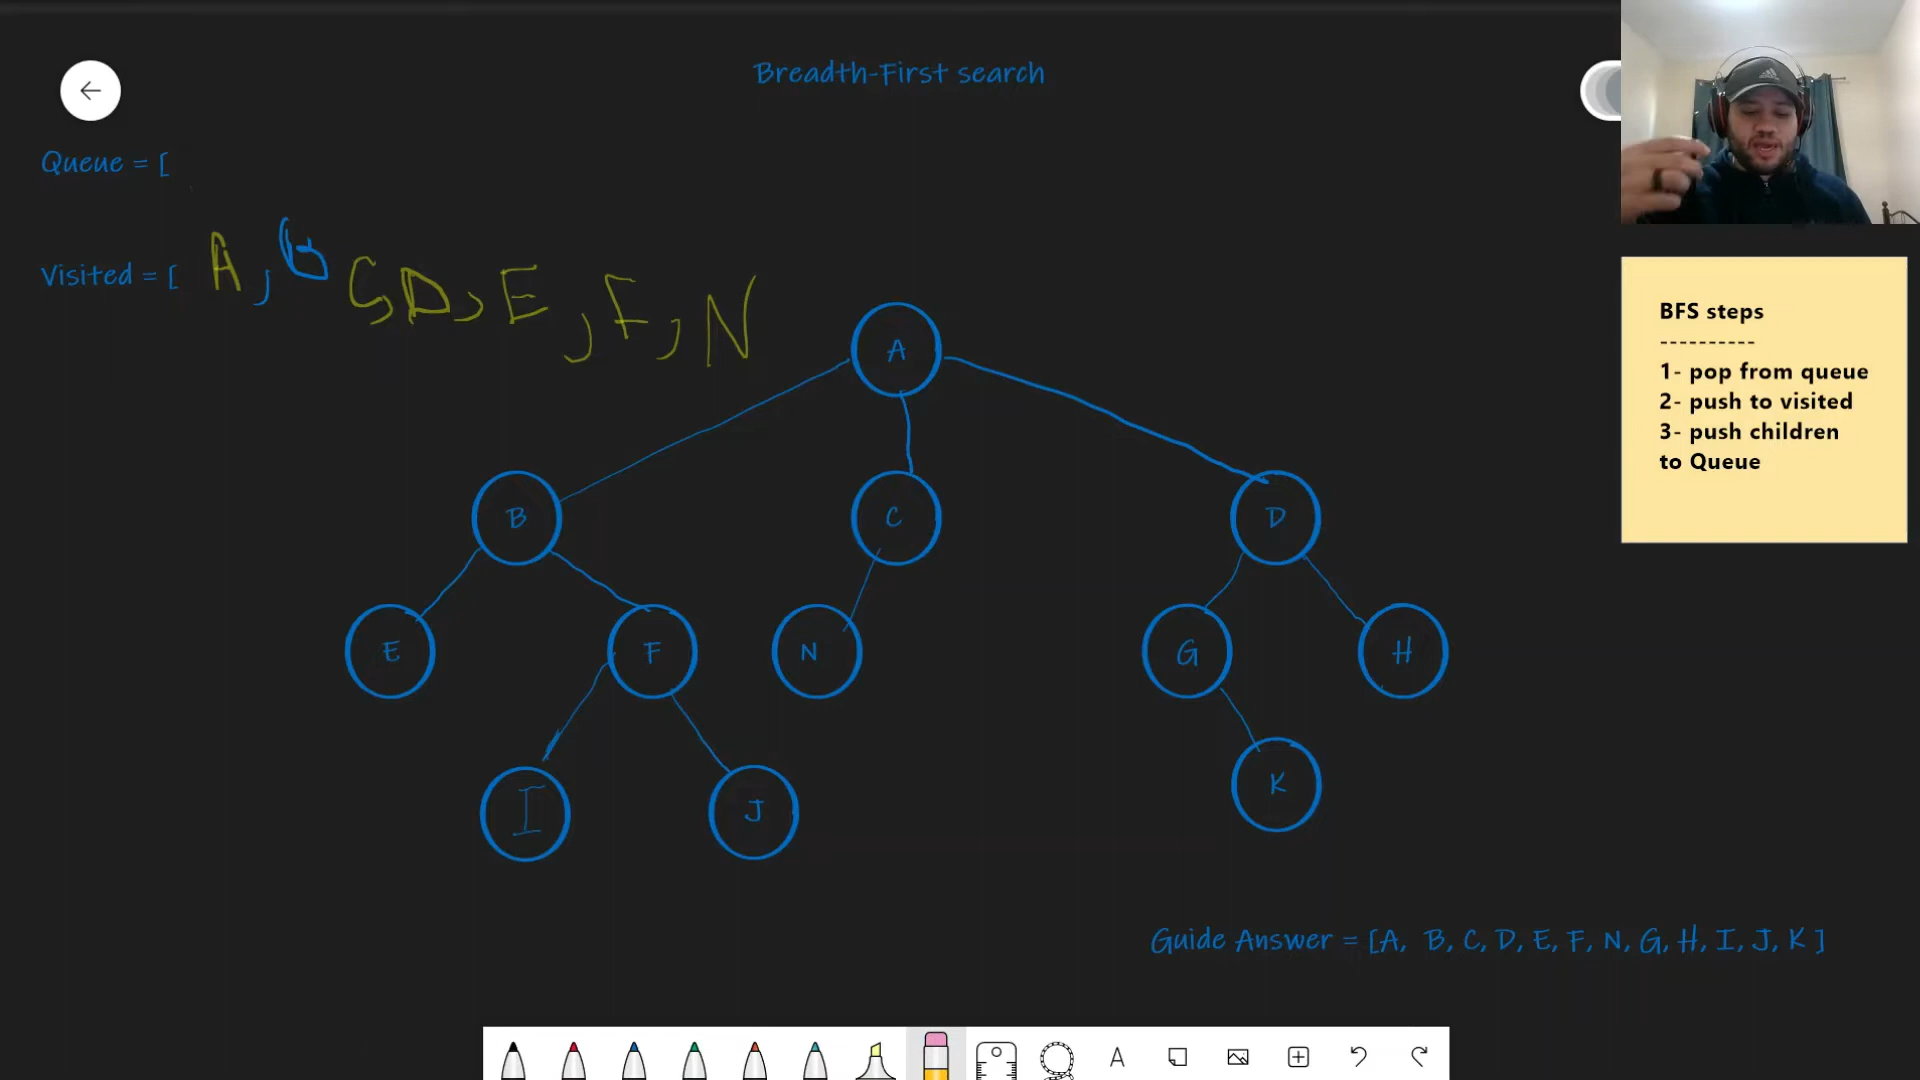 Breadth-First search
Queue = [
Visited = [ A, B C, D, E, F, N
BFS steps
----------
1- pop from queue
2- push to visited
3- push children
to Queue
A
B
C
D
E
F
N
G
H
I
J
K
Guide Answer = [A, B, C, D, E, F, N, G, H, I, J, K ]
A